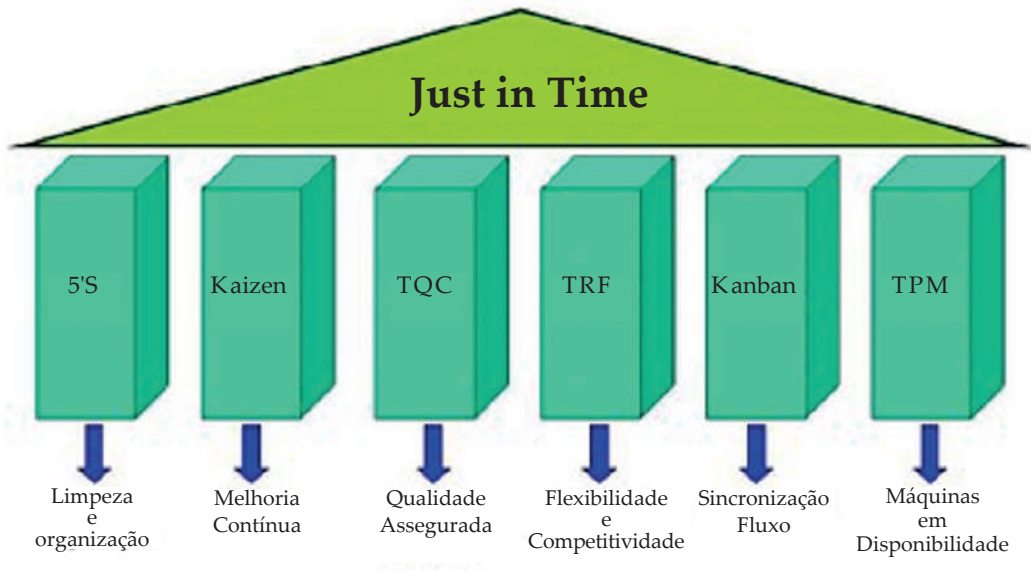 Just in Time
5'S
Kaizen
TQC
TRF
Kanban
TPM
Limpeza
e
organização
Melhoria
Contínua
Qualidade
Assegurada
Flexibilidade
e
Competitividade
Sincronização
Fluxo
Máquinas
em
Disponibilidade